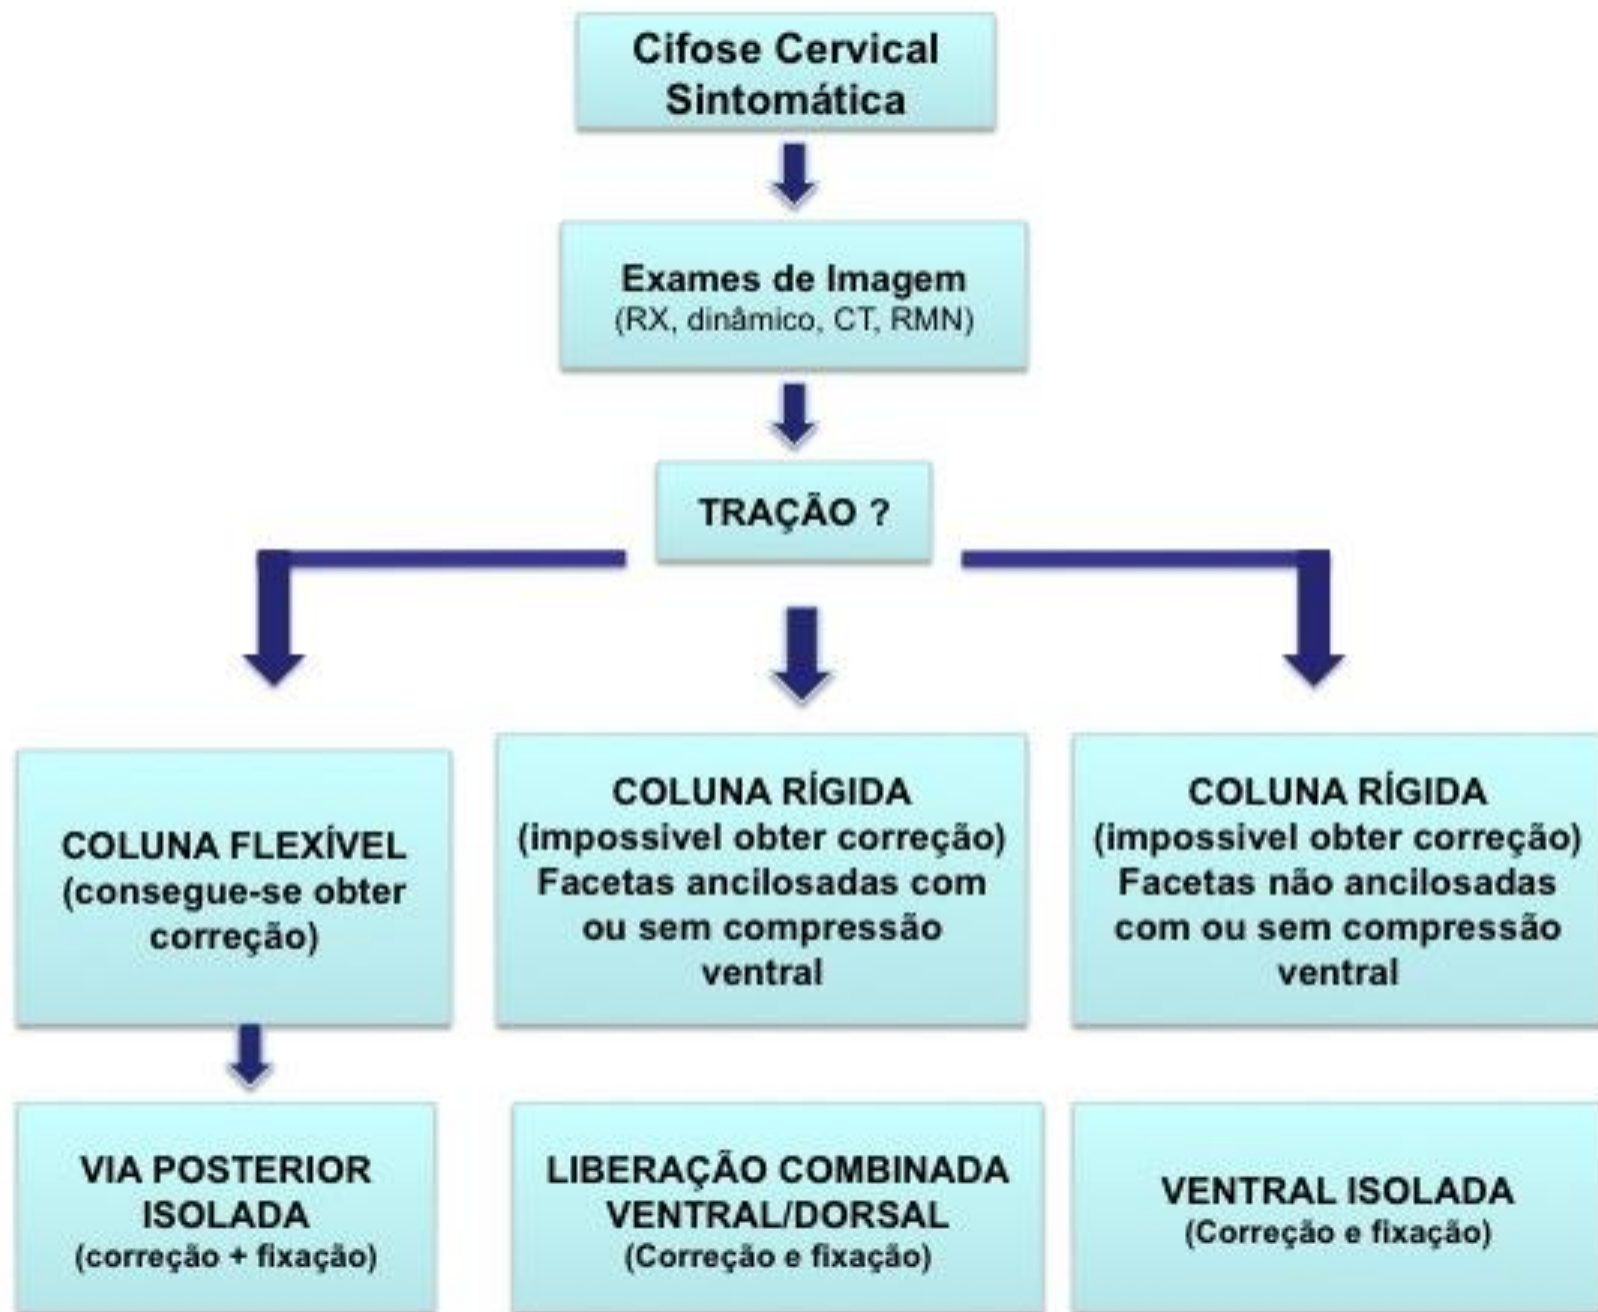 Cifose Cervical
Sintomática
Exames de Imagem
(RX, dinâmico, CT, RMN)
TRAÇÃO ?
COLUNA FLEXÍVEL
(consegue-se obter
correção)
COLUNA RÍGIDA
(impossivel obter correção)
Facetas ancilosadas com
ou sem compressão
ventral
COLUNA RÍGIDA
(impossivel obter correção)
Facetas não ancilosadas
com ou sem compressão
ventral
VIA POSTERIOR
ISOLADA
(correção + fixação)
LIBERAÇÃO COMBINADA
VENTRAL/DORSAL
(Correção e fixação)
VENTRAL ISOLADA
(Correção e fixação)